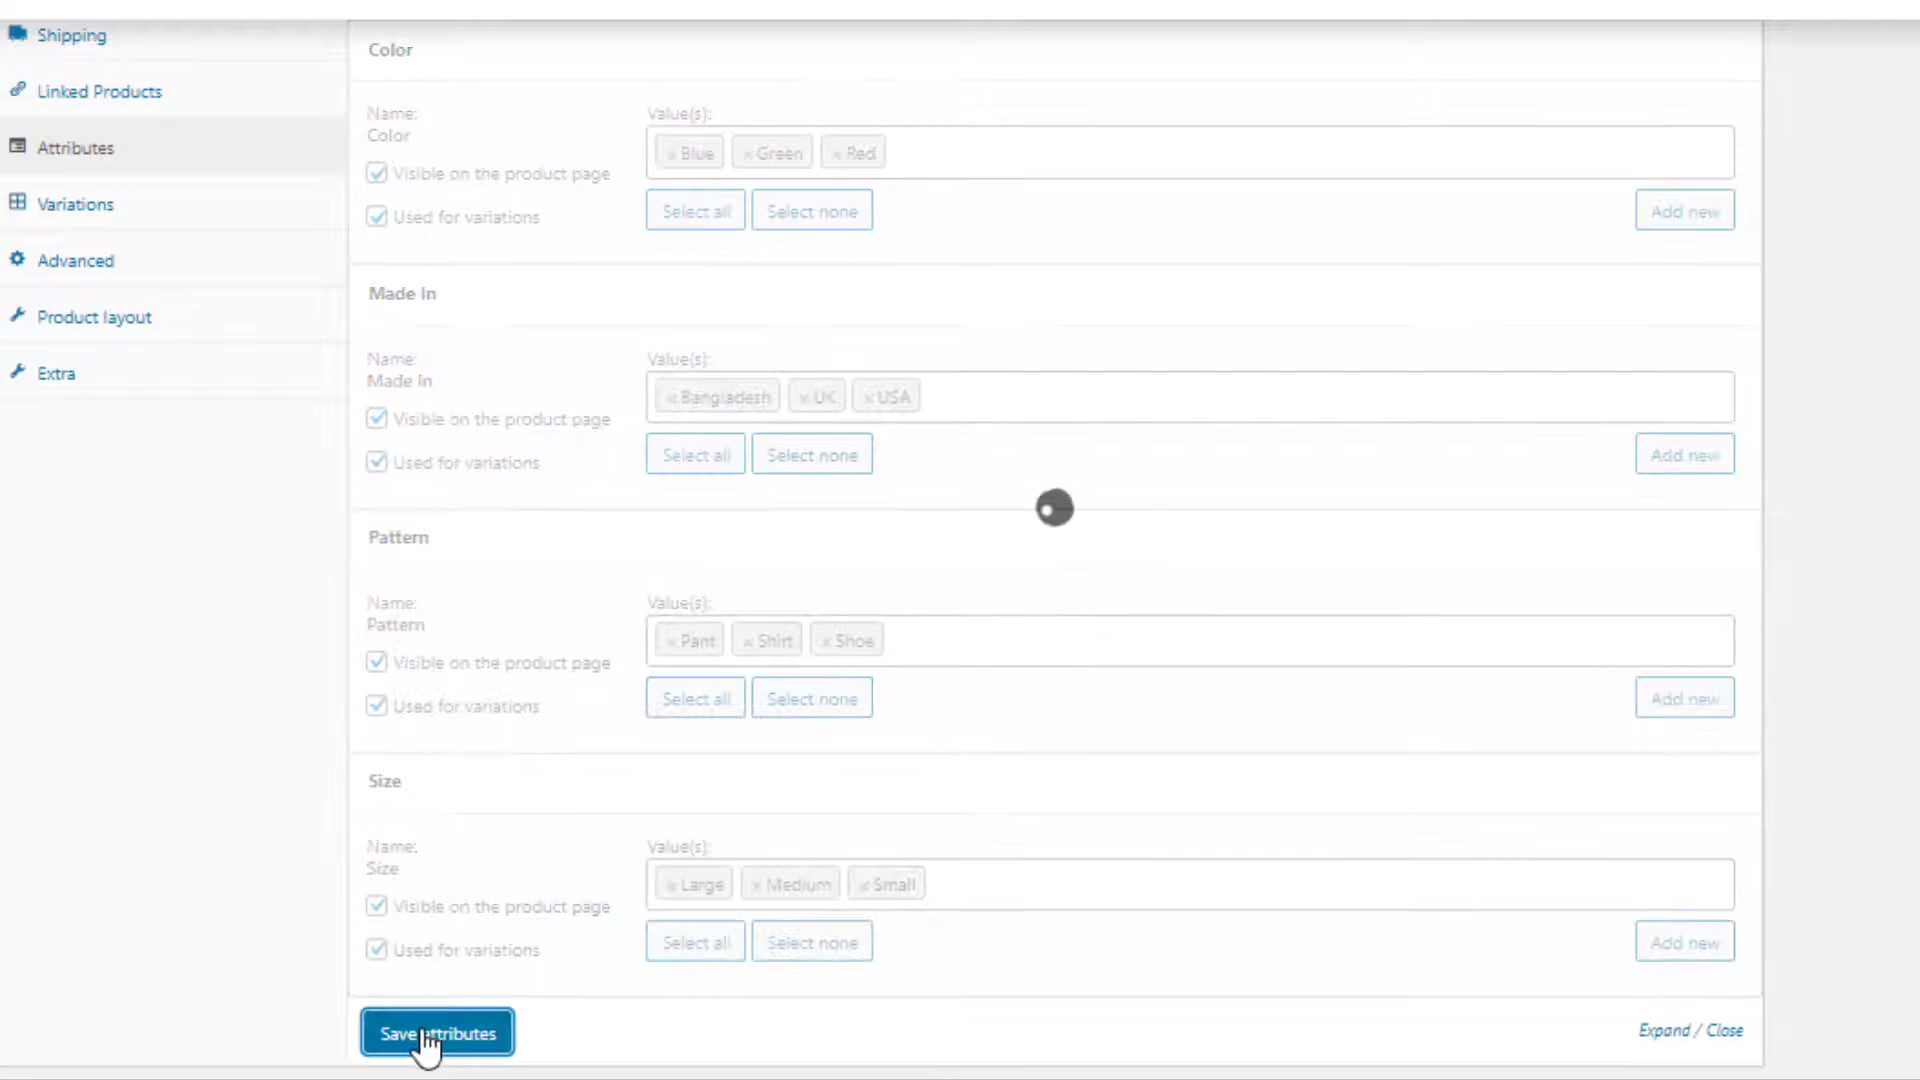 Shipping
Linked Products
Attributes
Variations
Advanced
Product layout
Extra
Color
Name:
Color
Visible on the product page
Used for variations
Value(s):
× Blue × Green × Red
Select all Select none Add new
Made In
Name:
Made In
Visible on the product page
Used for variations
Value(s):
× Bangladesh × UK × USA
Select all Select none Add new
Pattern
Name:
Pattern
Visible on the product page
Used for variations
Value(s):
× Pant × Shirt × Shoe
Select all Select none Add new
Size
Name:
Size
Visible on the product page
Used for variations
Value(s):
× Large × Medium × Small
Select all Select none Add new
Save attributes
Expand / Close